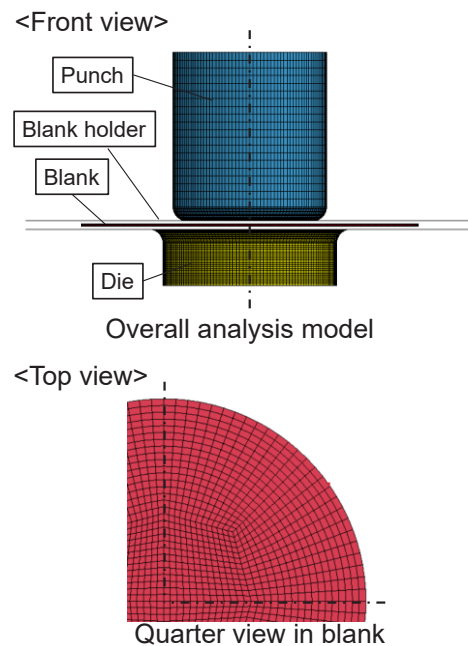 <Front view>
Punch
Blank holder
Blank
Die
Overall analysis model
<Top view>
Quarter view in blank